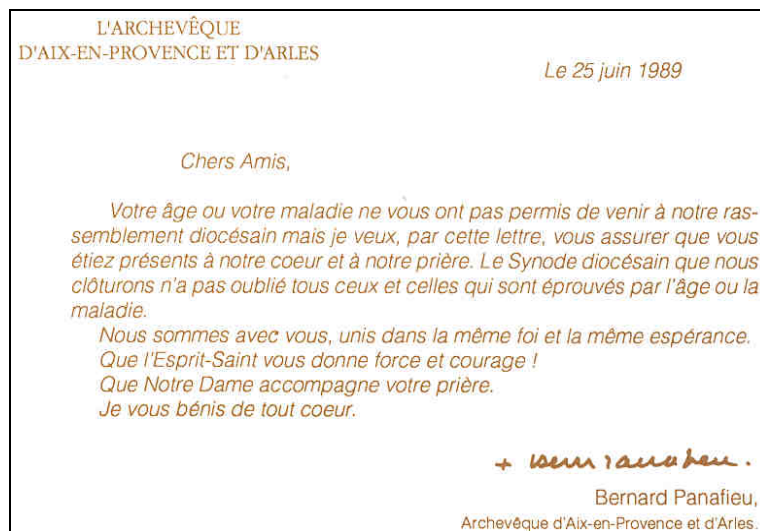 L'ARCHEVÊQUE
D'AIX-EN-PROVENCE ET D'ARLES
Le 25 juin 1989
Chers Amis,
Votre âge ou votre maladie ne vous ont pas permis de venir à notre ras-
semblement diocésain mais je veux, par cette lettre, vous assurer que vous
étiez présents à notre coeur et à notre prière. Le Synode diocésain que nous
clôturons n'a pas oublié tous ceux et celles qui sont éprouvés par l'âge ou la
maladie.
Nous sommes avec vous, unis dans la même foi et la même espérance.
Que l'Esprit-Saint vous donne force et courage !
Que Notre Dame accompagne votre prière.
Je vous bénis de tout coeur.
Bernard Panafieu,
Archevêque d'Aix-en-Provence et d'Arles.